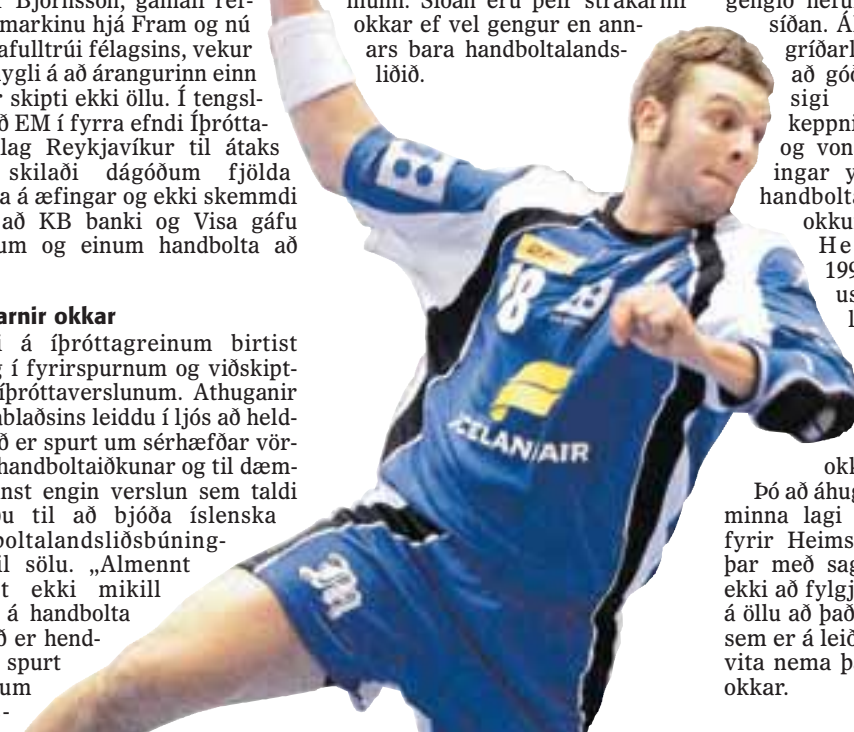 Björnsson, gamall ref-
markinu hjá Fram og nú
afulltrúi félagsins, vekur
ygli á að árangurinn einn
r skipti ekki öllu. Í tengsl-
ð EM í fyrra efndi Íþrótta-
lag Reykjavíkur til átaks
skilaði dágóðum fjölda
a á æfingar og ekki skemmdi
að KB banki og Visa gáfu
um og einum handbolta að
arnir okkar
i á íþróttagreinum birtist
g í fyrirspurnum og viðskipt-
íþróttaverslunum. Athuganir
ablaðsins leiddu í ljós að held-
ð er spurt um sérhæfðar vör-
handboltaiðkunar og til dæm-
nst engin verslun sem taldi
u til að bjóða íslenska
boltalandsliðsbúning-
il sölu. „Almennt
t ekki mikill
á handbolta
ð er hend-
spurt
um
-
Síðan eru þeir strákarnir
okkar ef vel gengur en ann-
ars bara handboltalands-
liðið.
18
ICELANDAIR
gengið
síðan. Á
gríðarl
að góð
sigi
keppni
og von
ingar y
handbolta
okku
He
199
us
l
okk
Þó að áhug
minna lagi
fyrir Heims
þar með sag
ekki að fylgj
á öllu að það
sem er á leið
vita nema þ
okkar.